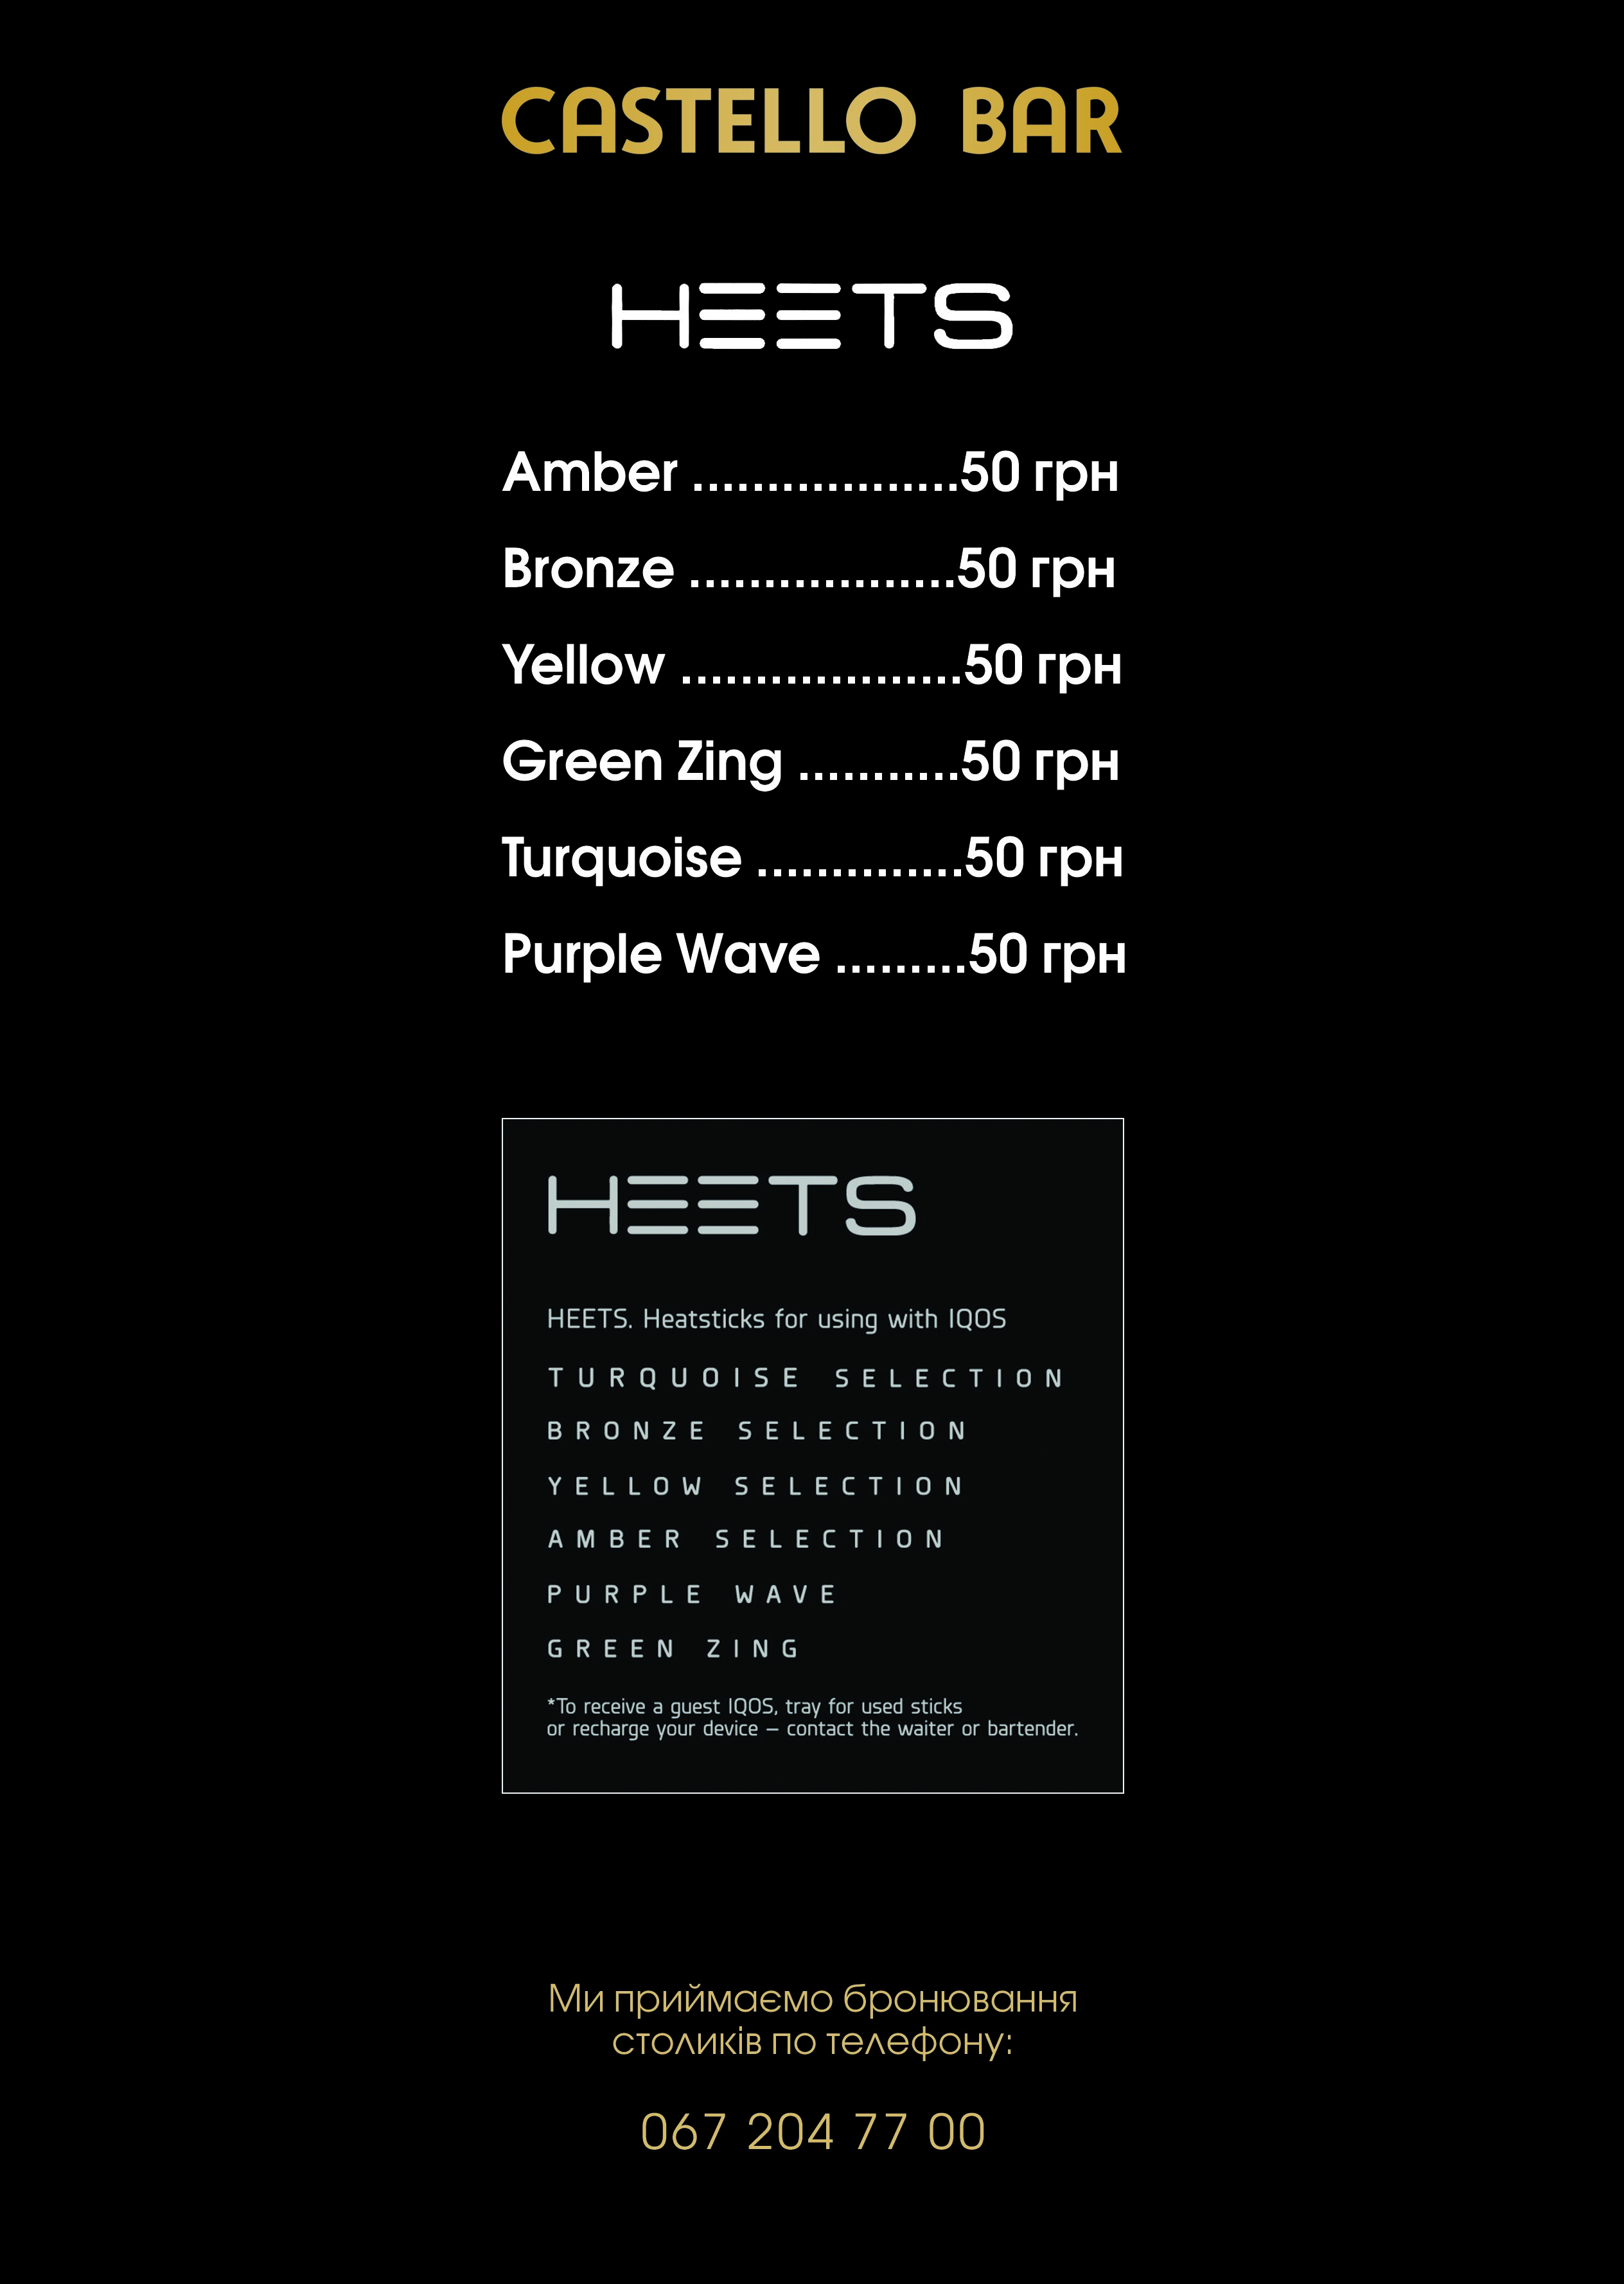 CASTELLO BAR
HEETS
Amber ..................50 грн
Bronze ..................50 грн
Yellow ...................50 грн
Green Zing ...........50 грн
Turquoise ..............50 грн
Purple Wave .........50 грн
HEETS
HEETS. Heatsticks for using with IQOS
TURQUOISE SELECTION
BRONZE SELECTION
YELLOW SELECTION
AMBER SELECTION
PURPLE WAVE
GREEN ZING
*To receive a guest IQOS, tray for used sticks
or recharge your device – contact the waiter or bartender.
Ми приймаємо бронювання
столиків по телефону:
067 204 77 00